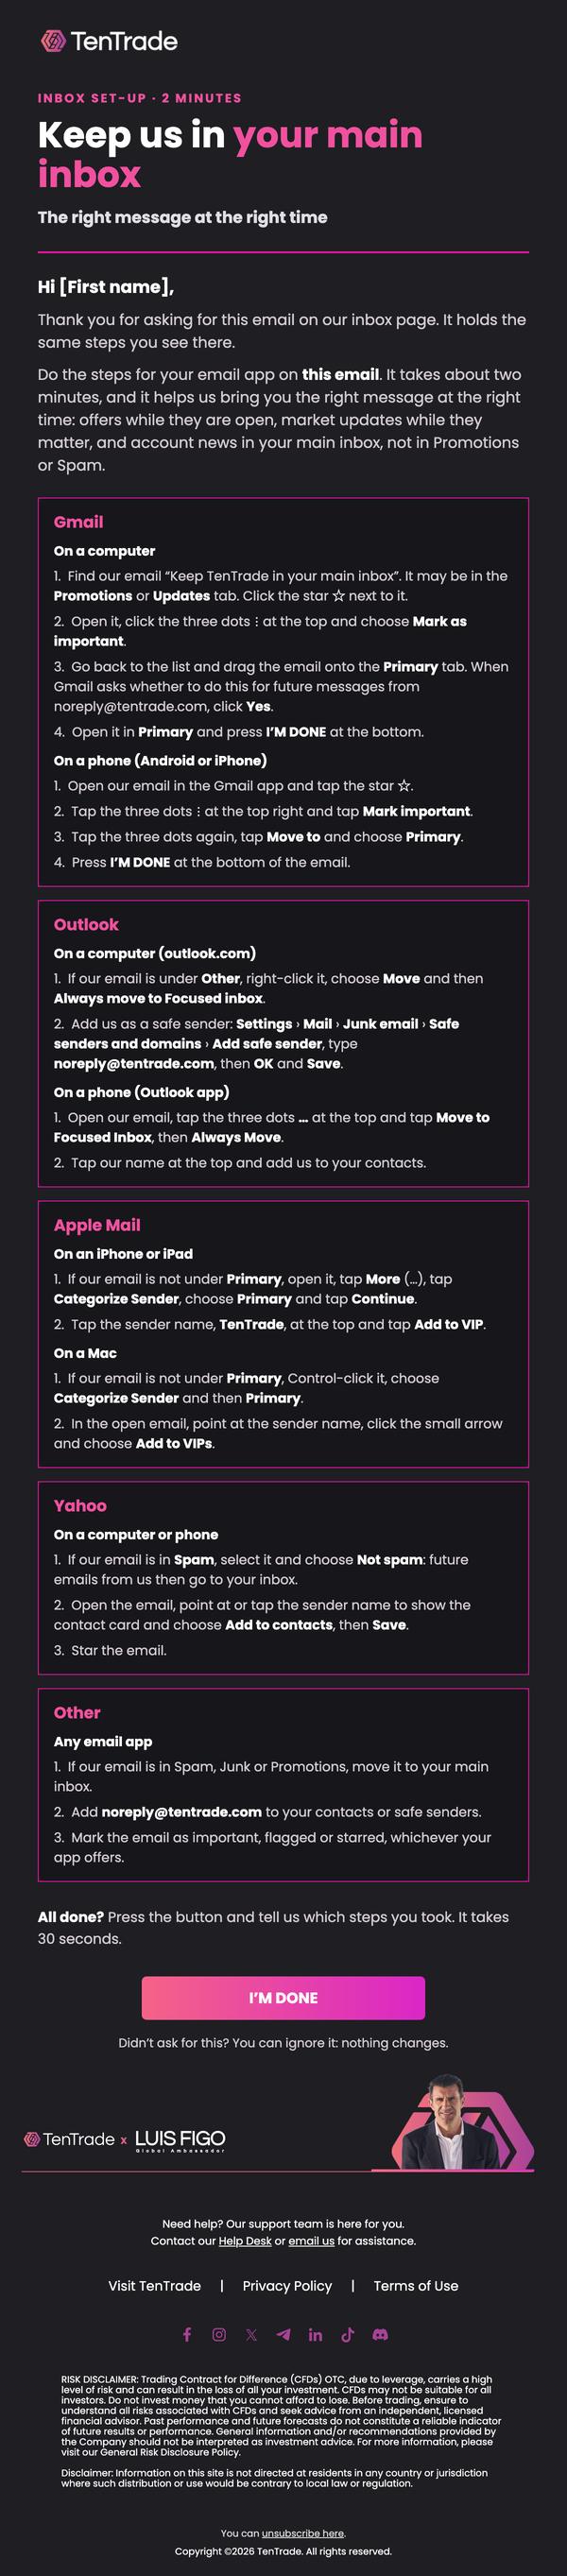 TenTrade
INBOX SET-UP · 2 MINUTES
Keep us in your main
inbox
The right message at the right time
Hi [First name],
Thank you for asking for this email on our inbox page. It holds the
same steps you see there.
Do the steps for your email app on this email. It takes about two
minutes, and it helps us bring you the right message at the right
time: offers while they are open, market updates while they
matter, and account news in your main inbox, not in Promotions
or Spam.
Gmail
On a computer
1. Find our email “Keep TenTrade in your main inbox”. It may be in the
Promotions or Updates tab. Click the star ☆ next to it.
2. Open it, click the three dots ⋮ at the top and choose Mark as
important.
3. Go back to the list and drag the email onto the Primary tab. When
Gmail asks whether to do this for future messages from
noreply@tentrade.com, click Yes.
4. Open it in Primary and press I’M DONE at the bottom.
On a phone (Android or iPhone)
1. Open our email in the Gmail app and tap the star ☆.
2. Tap the three dots ⋮ at the top right and tap Mark important.
3. Tap the three dots again, tap Move to and choose Primary.
4. Press I’M DONE at the bottom of the email.
Outlook
On a computer (outlook.com)
1. If our email is under Other, right-click it, choose Move and then
Always move to Focused inbox.
2. Add us as a safe sender: Settings › Mail › Junk email › Safe
senders and domains › Add safe sender, type
noreply@tentrade.com, then OK and Save.
On a phone (Outlook app)
1. Open our email, tap the three dots … at the top and tap Move to
Focused Inbox, then Always Move.
2. Tap our name at the top and add us to your contacts.
Apple Mail
On an iPhone or iPad
1. If our email is not under Primary, open it, tap More (…), tap
Categorize Sender, choose Primary and tap Continue.
2. Tap the sender name, TenTrade, at the top and tap Add to VIP.
On a Mac
1. If our email is not under Primary, Control-click it, choose
Categorize Sender and then Primary.
2. In the open email, point at the sender name, click the small arrow
and choose Add to VIPs.
Yahoo
On a computer or phone
1. If our email is in Spam, select it and choose Not spam: future
emails from us then go to your inbox.
2. Open the email, point at or tap the sender name to show the
contact card and choose Add to contacts, then Save.
3. Star the email.
Other
Any email app
1. If our email is in Spam, Junk or Promotions, move it to your main
inbox.
2. Add noreply@tentrade.com to your contacts or safe senders.
3. Mark the email as important, flagged or starred, whichever your
app offers.
All done? Press the button and tell us which steps you took. It takes
30 seconds.
I’M DONE
Didn’t ask for this? You can ignore it: nothing changes.
TenTrade x LUIS FIGO
Global Ambassador
Need help? Our support team is here for you.
Contact our Help Desk or email us for assistance.
Visit TenTrade | Privacy Policy | Terms of Use
RISK DISCLAIMER: Trading Contract for Difference (CFDs) OTC, due to leverage, carries a high
level of risk and can result in the loss of all your investment. CFDs may not be suitable for all
investors. Do not invest money that you cannot afford to lose. Before trading, ensure to
understand all risks associated with CFDs and seek advice from an independent, licensed
financial advisor. Past performance and future forecasts do not constitute a reliable indicator
of future results or performance. General information and/or recommendations provided by
the Company should not be interpreted as investment advice. For more information, please
visit our General Risk Disclosure Policy.
Disclaimer: Information on this site is not directed at residents in any country or jurisdiction
where such distribution or use would be contrary to local law or regulation.
You can unsubscribe here.
Copyright ©2026 TenTrade. All rights reserved.